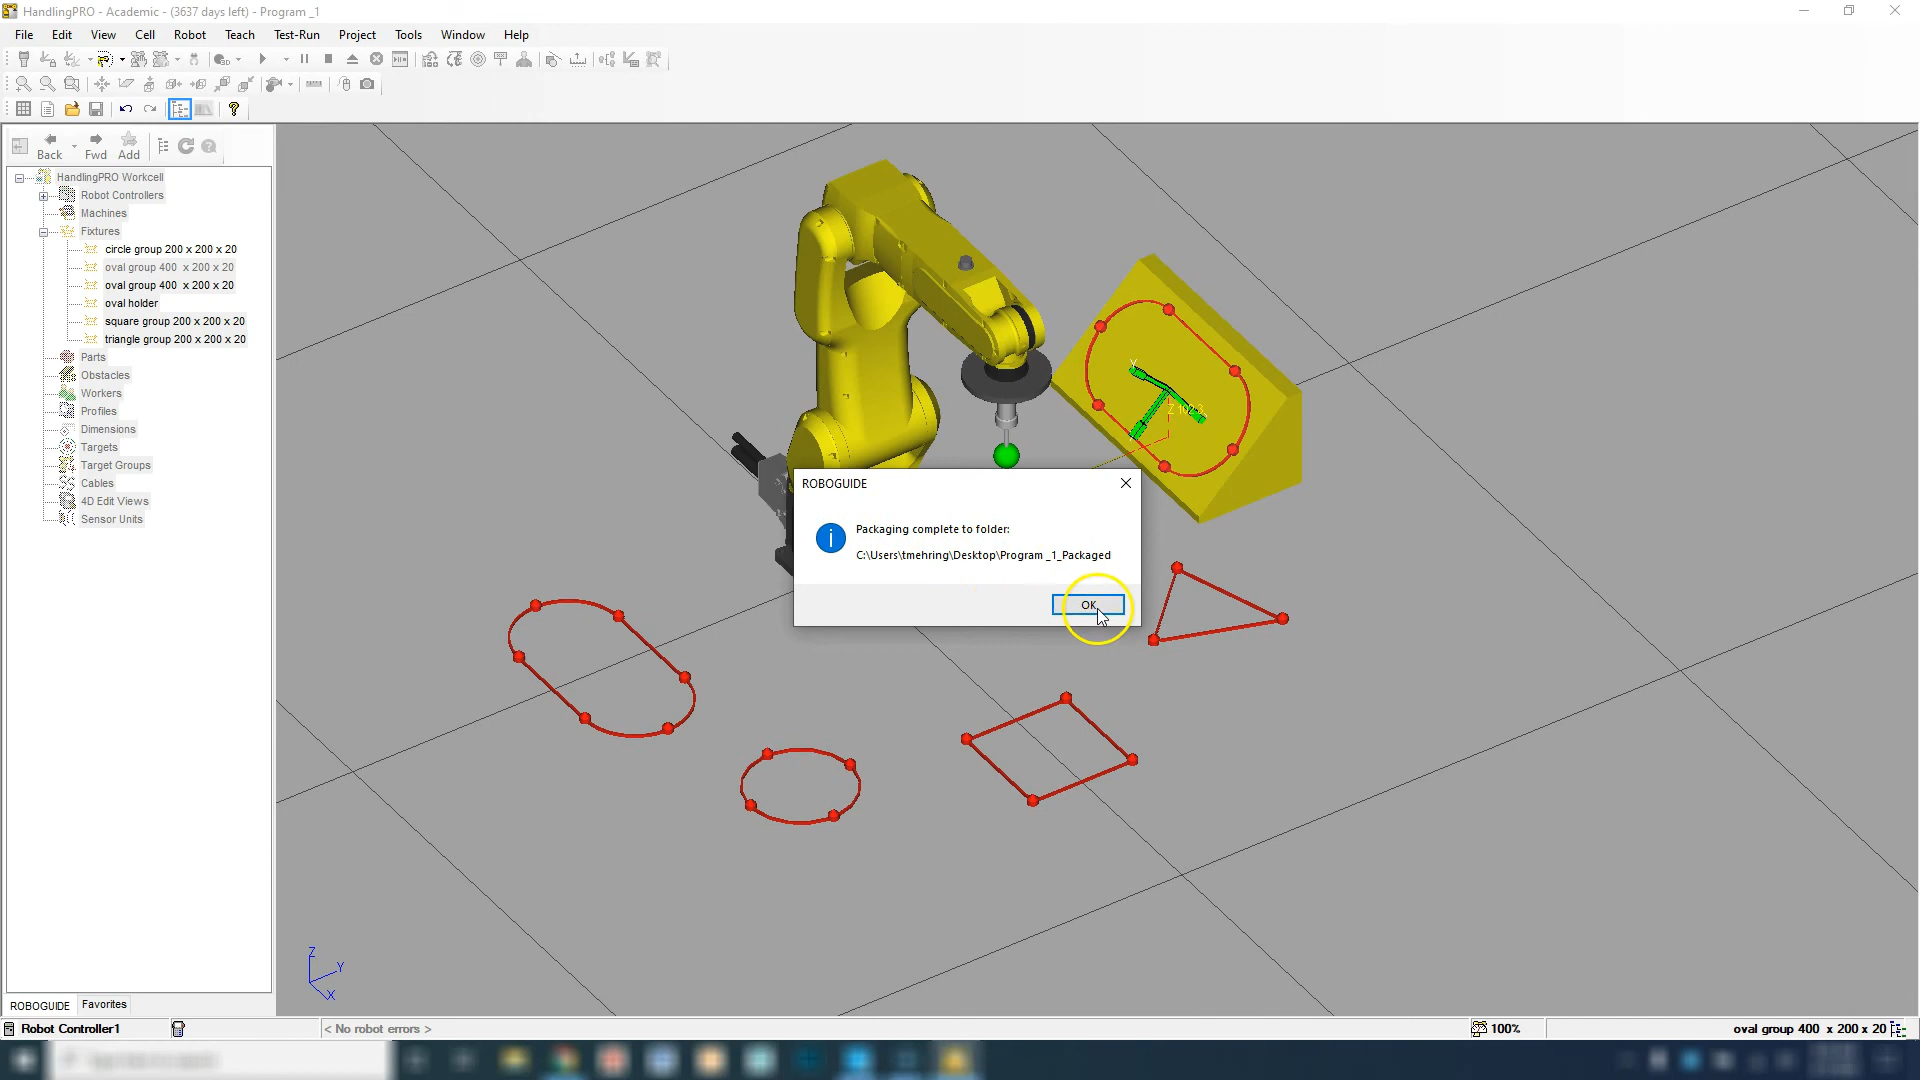 HandlingPRO - Academic - (3637 days left) - Program _1
File Edit View Cell Robot Teach Test-Run Project Tools Window Help
Back Fwd Add
HandlingPRO Workcell
Robot Controllers
Machines
Fixtures
circle group 200 x 200 x 20
oval group 400  x 200 x 20
oval group 400  x 200 x 20
oval holder
square group 200 x 200 x 20
triangle group 200 x 200 x 20
Parts
Obstacles
Workers
Profiles
Dimensions
Targets
Target Groups
Cables
4D Edit Views
Sensor Units
ROBOGUIDE
Packaging complete to folder:
C:\Users\tmehring\Desktop\Program _1_Packaged
OK
Z
Y
X
ROBOGUIDE Favorites
Robot Controller1
< No robot errors >
100%
oval group 400  x 200 x 20